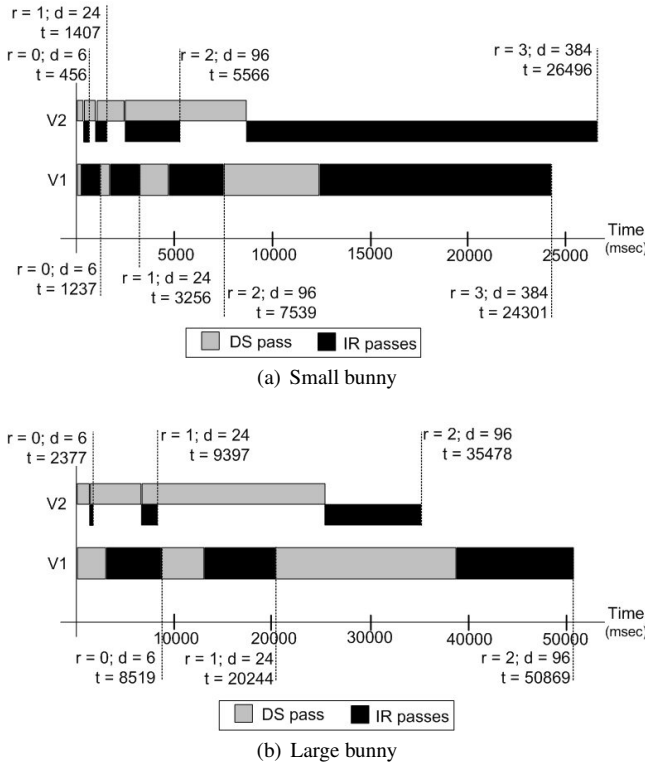 r = 1; d = 24
t = 1407
r = 0; d = 6
t = 456
r = 2; d = 96
t = 5566
r = 3; d = 384
t = 26496
V2
V1
Time
(msec)
5000
10000
15000
20000
25000
r = 0; d = 6
t = 1237
r = 1; d = 24
t = 3256
r = 2; d = 96
t = 7539
r = 3; d = 384
t = 24301
DS pass
IR passes
(a) Small bunny
r = 0; d = 6
t = 2377
r = 1; d = 24
t = 9397
r = 2; d = 96
t = 35478
V2
V1
Time
(msec)
10000
20000
30000
40000
50000
r = 0; d = 6
t = 8519
r = 1; d = 24
t = 20244
r = 2; d = 96
t = 50869
DS pass
IR passes
(b) Large bunny